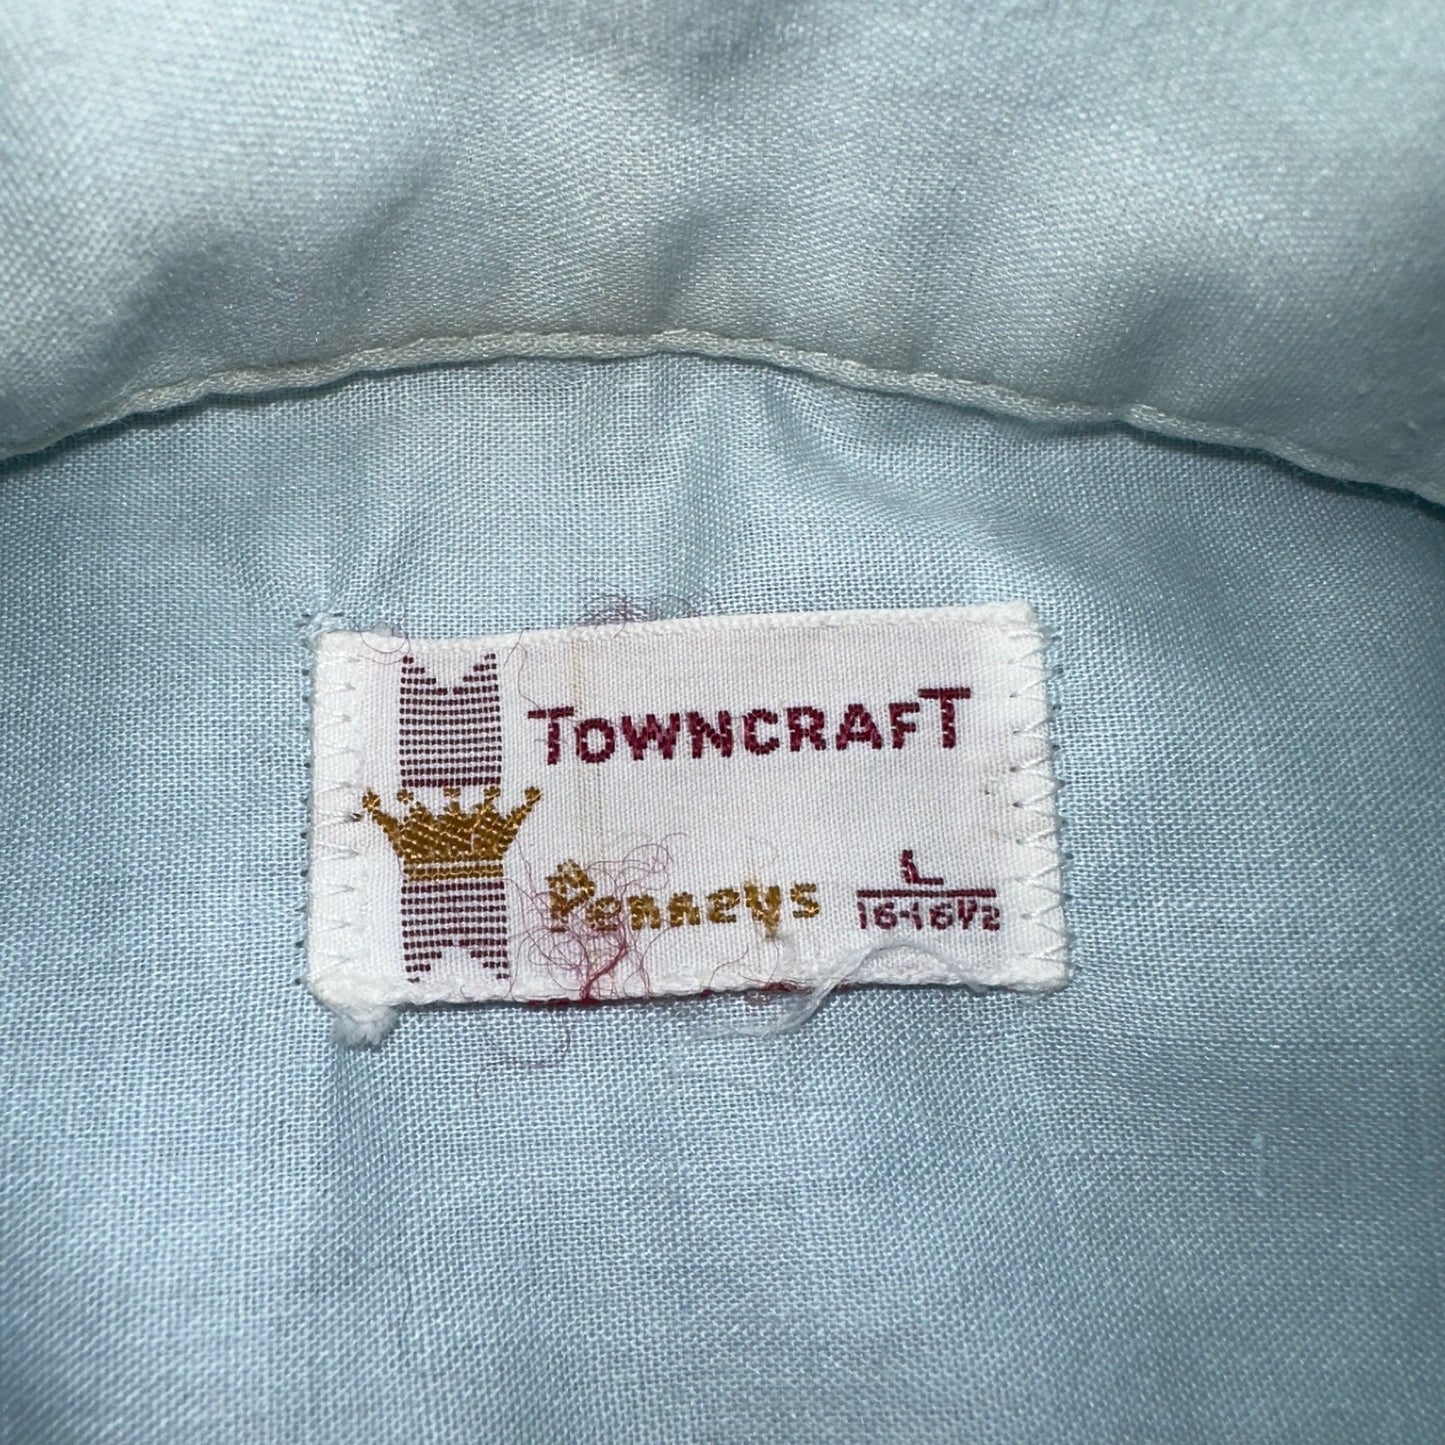 TOWNCRAFT
Penneys
L
16-16½